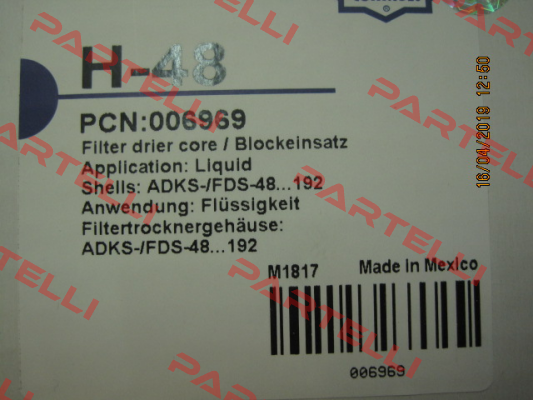 H-48
PCN:006969
Filter drier core / Blockeinsatz
Application: Liquid
Shells: ADKS-/FDS-48...192
Anwendung: Flüssigkeit
Filtertrocknergehäuse:
ADKS-/FDS-48...192
M1817 Made in Mexico
006969
16/04/2019 12:50
PARTELLI
PARTELLI
PARTELLI
PARTELLI
PARTELLI
PARTELLI